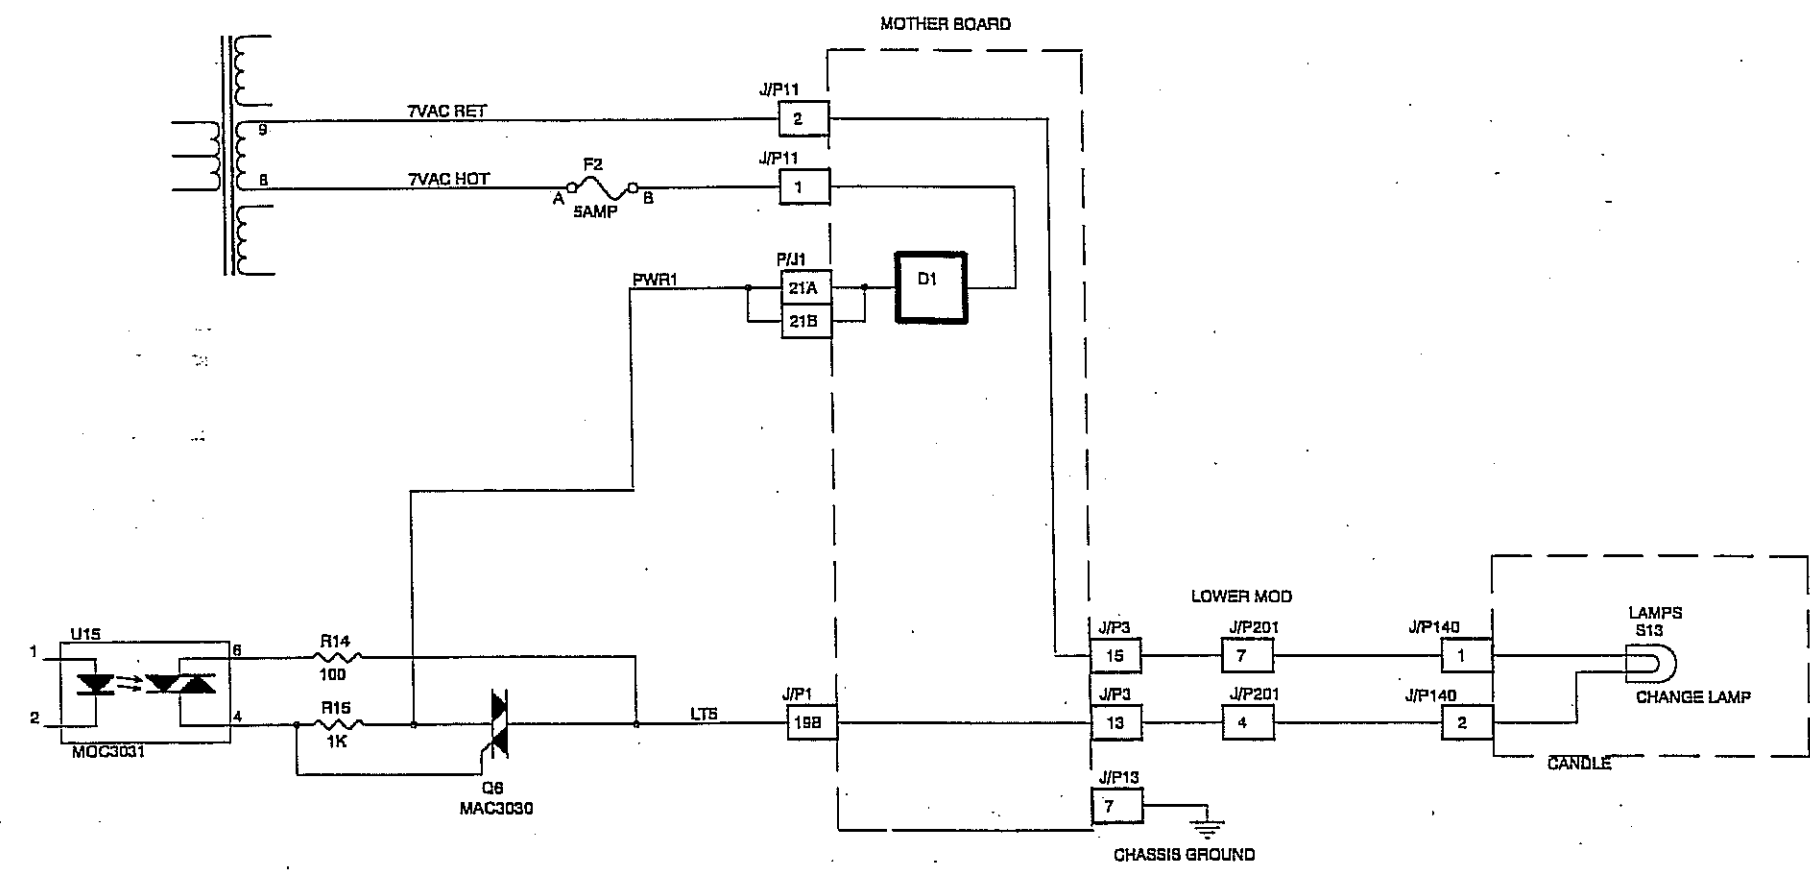 MOTHER BOARD
J/P11
7VAC RET
2
9
J/P11
F2
8
7VAC HOT
1
A
B
5AMP
P/J1
D1
PWR1
21A
21B
LOWER MOD
LAMPS
S13
U15
R14
J/P3
J/P201
J/P140
1
6
15
7
1
100
R15
J/P1
J/P3
J/P201
J/P140
CHANGE LAMP
2
4
LT5
19B
13
4
2
1K
MOC3031
CANDLE
Q6
MAC3030
J/P13
7
CHASSIS GROUND